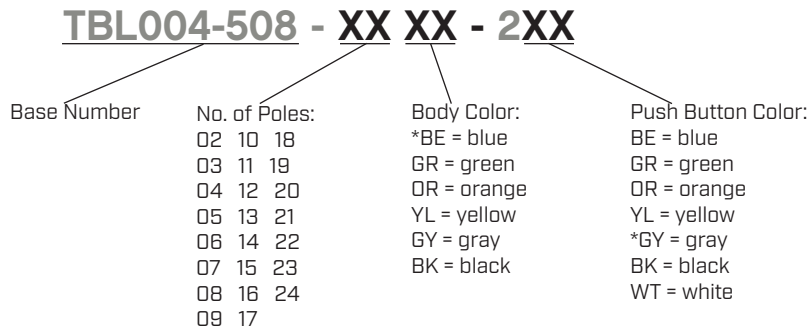 TBL004-508 - XX XX - 2XX
Base Number
No. of Poles:
02 10 18
03 11 19
04 12 20
05 13 21
06 14 22
07 15 23
08 16 24
09 17
Body Color:
*BE = blue
GR = green
OR = orange
YL = yellow
GY = gray
BK = black
Push Button Color:
BE = blue
GR = green
OR = orange
YL = yellow
*GY = gray
BK = black
WT = white